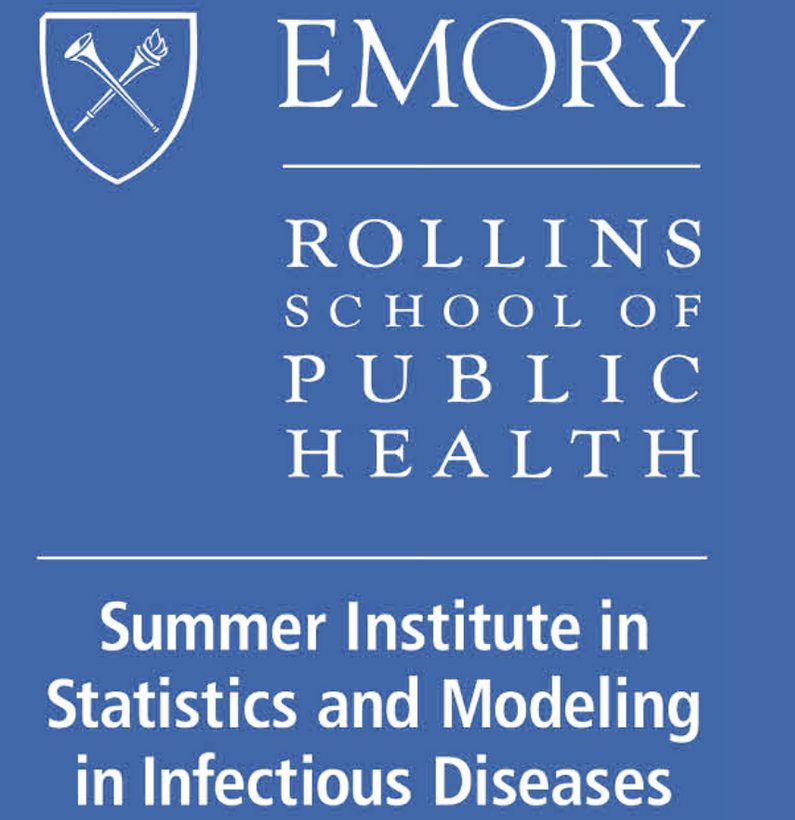 EMORY
ROLLINS
SCHOOL OF
PUBLIC
HEALTH
Summer Institute in
Statistics and Modeling
in Infectious Diseases